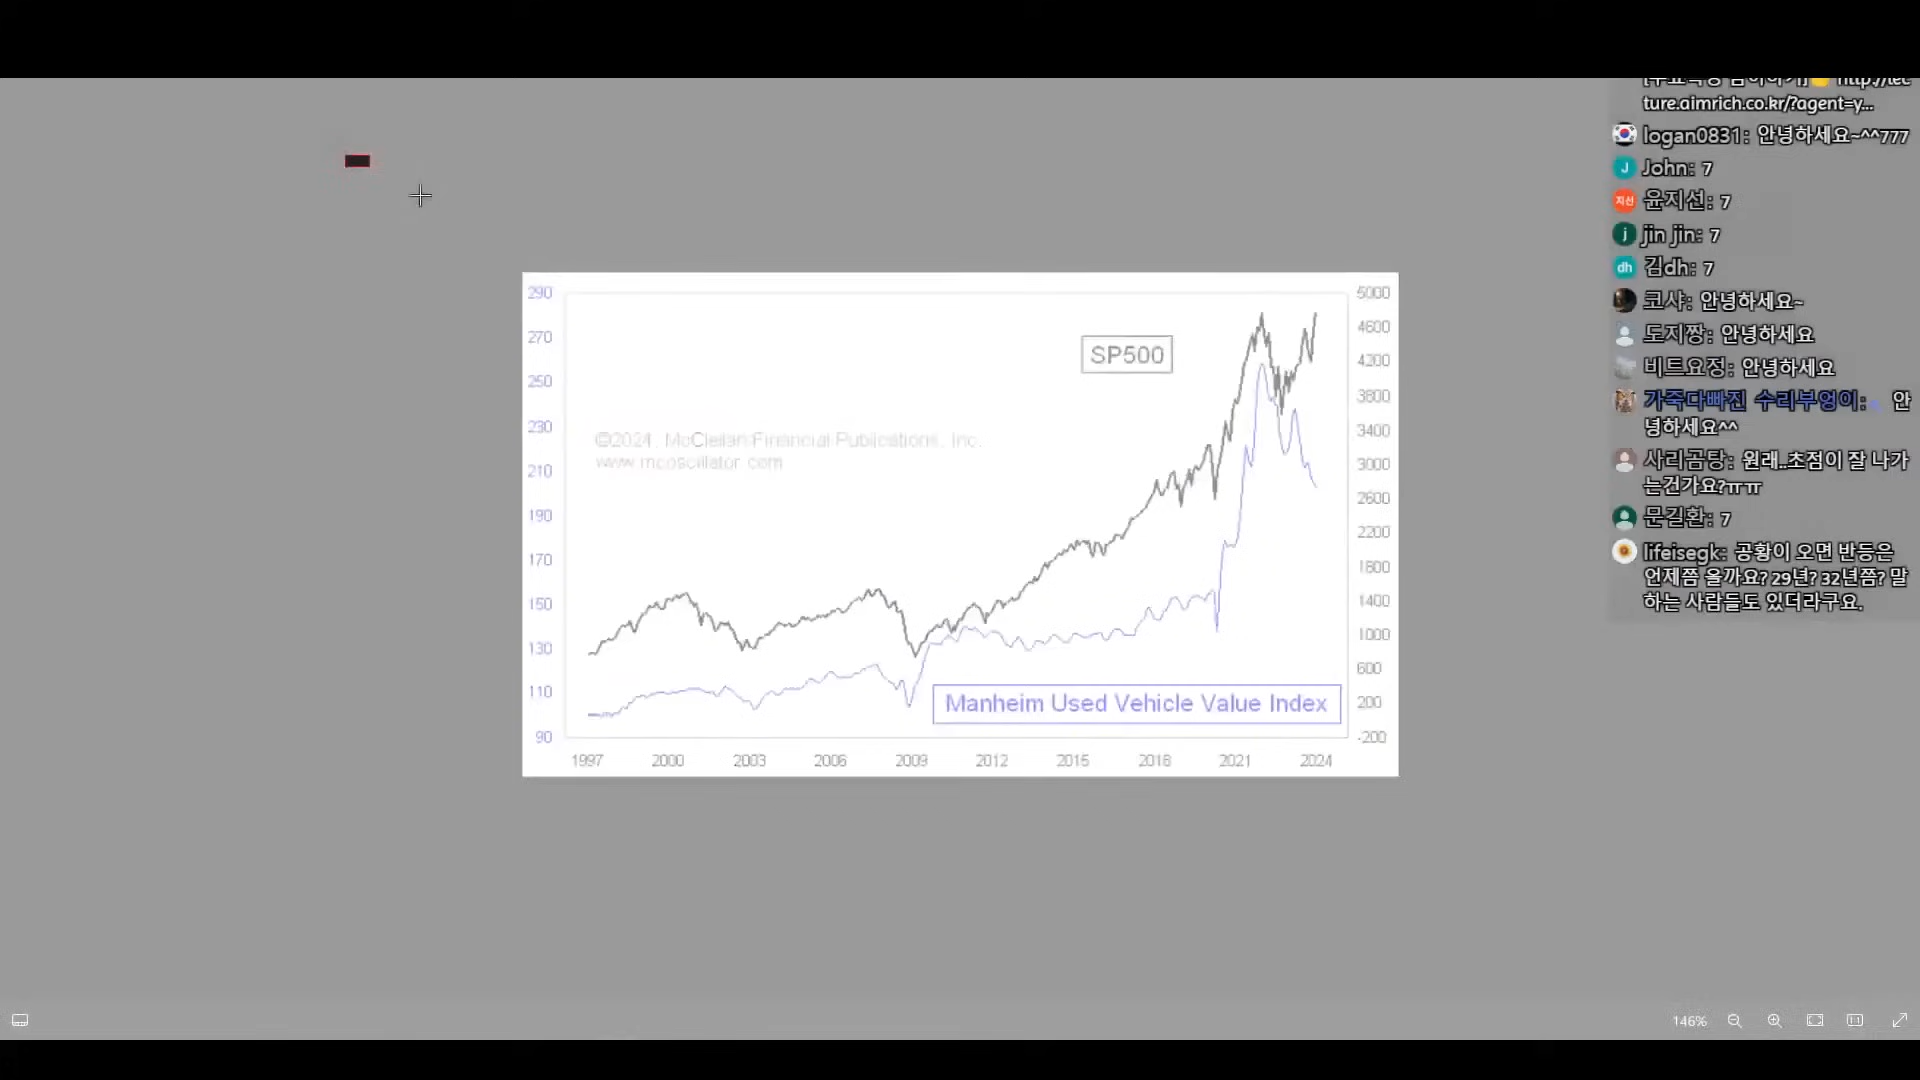 ture.aimrich.co.kr/?agent=y...
logan0831: 안녕하세요~^^777
J John: 7
지선 윤지선: 7
j jin jin: 7
dh 김dh: 7
코샤: 안녕하세요~
도지짱: 안녕하세요
비트요정: 안녕하세요
가죽다빠진 수리부엉이: 안
녕하세요^^
사리곰탕: 원래..초점이 잘 나가
는건가요?ㅠㅠ
문길환: 7
lifeisegk: 공황이 오면 반등은
언제쯤 올까요? 29년? 32년쯤? 말
하는 사람들도 있더라구요.
290
270
250
230
210
190
170
150
130
110
90
SP500
©2024, McClellan Financial Publications, Inc.
www.mcoscillator.com
Manheim Used Vehicle Value Index
5000
4600
4200
3800
3400
3000
2600
2200
1800
1400
1000
600
200
-200
1997 2000 2003 2006 2009 2012 2015 2018 2021 2024
146%